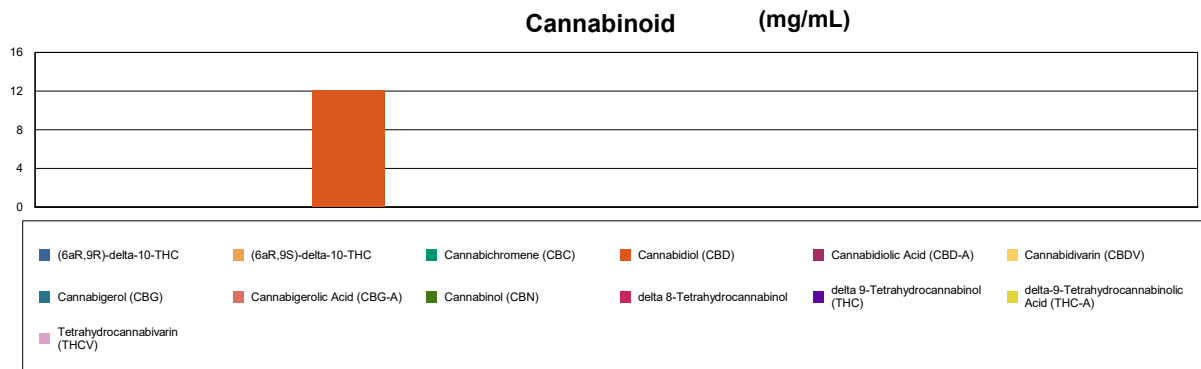 Cannabinoid (mg/mL)
16
12
8
4
0
(6aR,9R)-delta-10-THC
(6aR,9S)-delta-10-THC
Cannabichromene (CBC)
Cannabidiol (CBD)
Cannabidiolic Acid (CBD-A)
Cannabidivarin (CBDV)
Cannabigerol (CBG)
Cannabigerolic Acid (CBG-A)
Cannabinol (CBN)
delta 8-Tetrahydrocannabinol
delta 9-Tetrahydrocannabinol
(THC)
delta-9-Tetrahydrocannabinolic
Acid (THC-A)
Tetrahydrocannabivarin
(THCV)